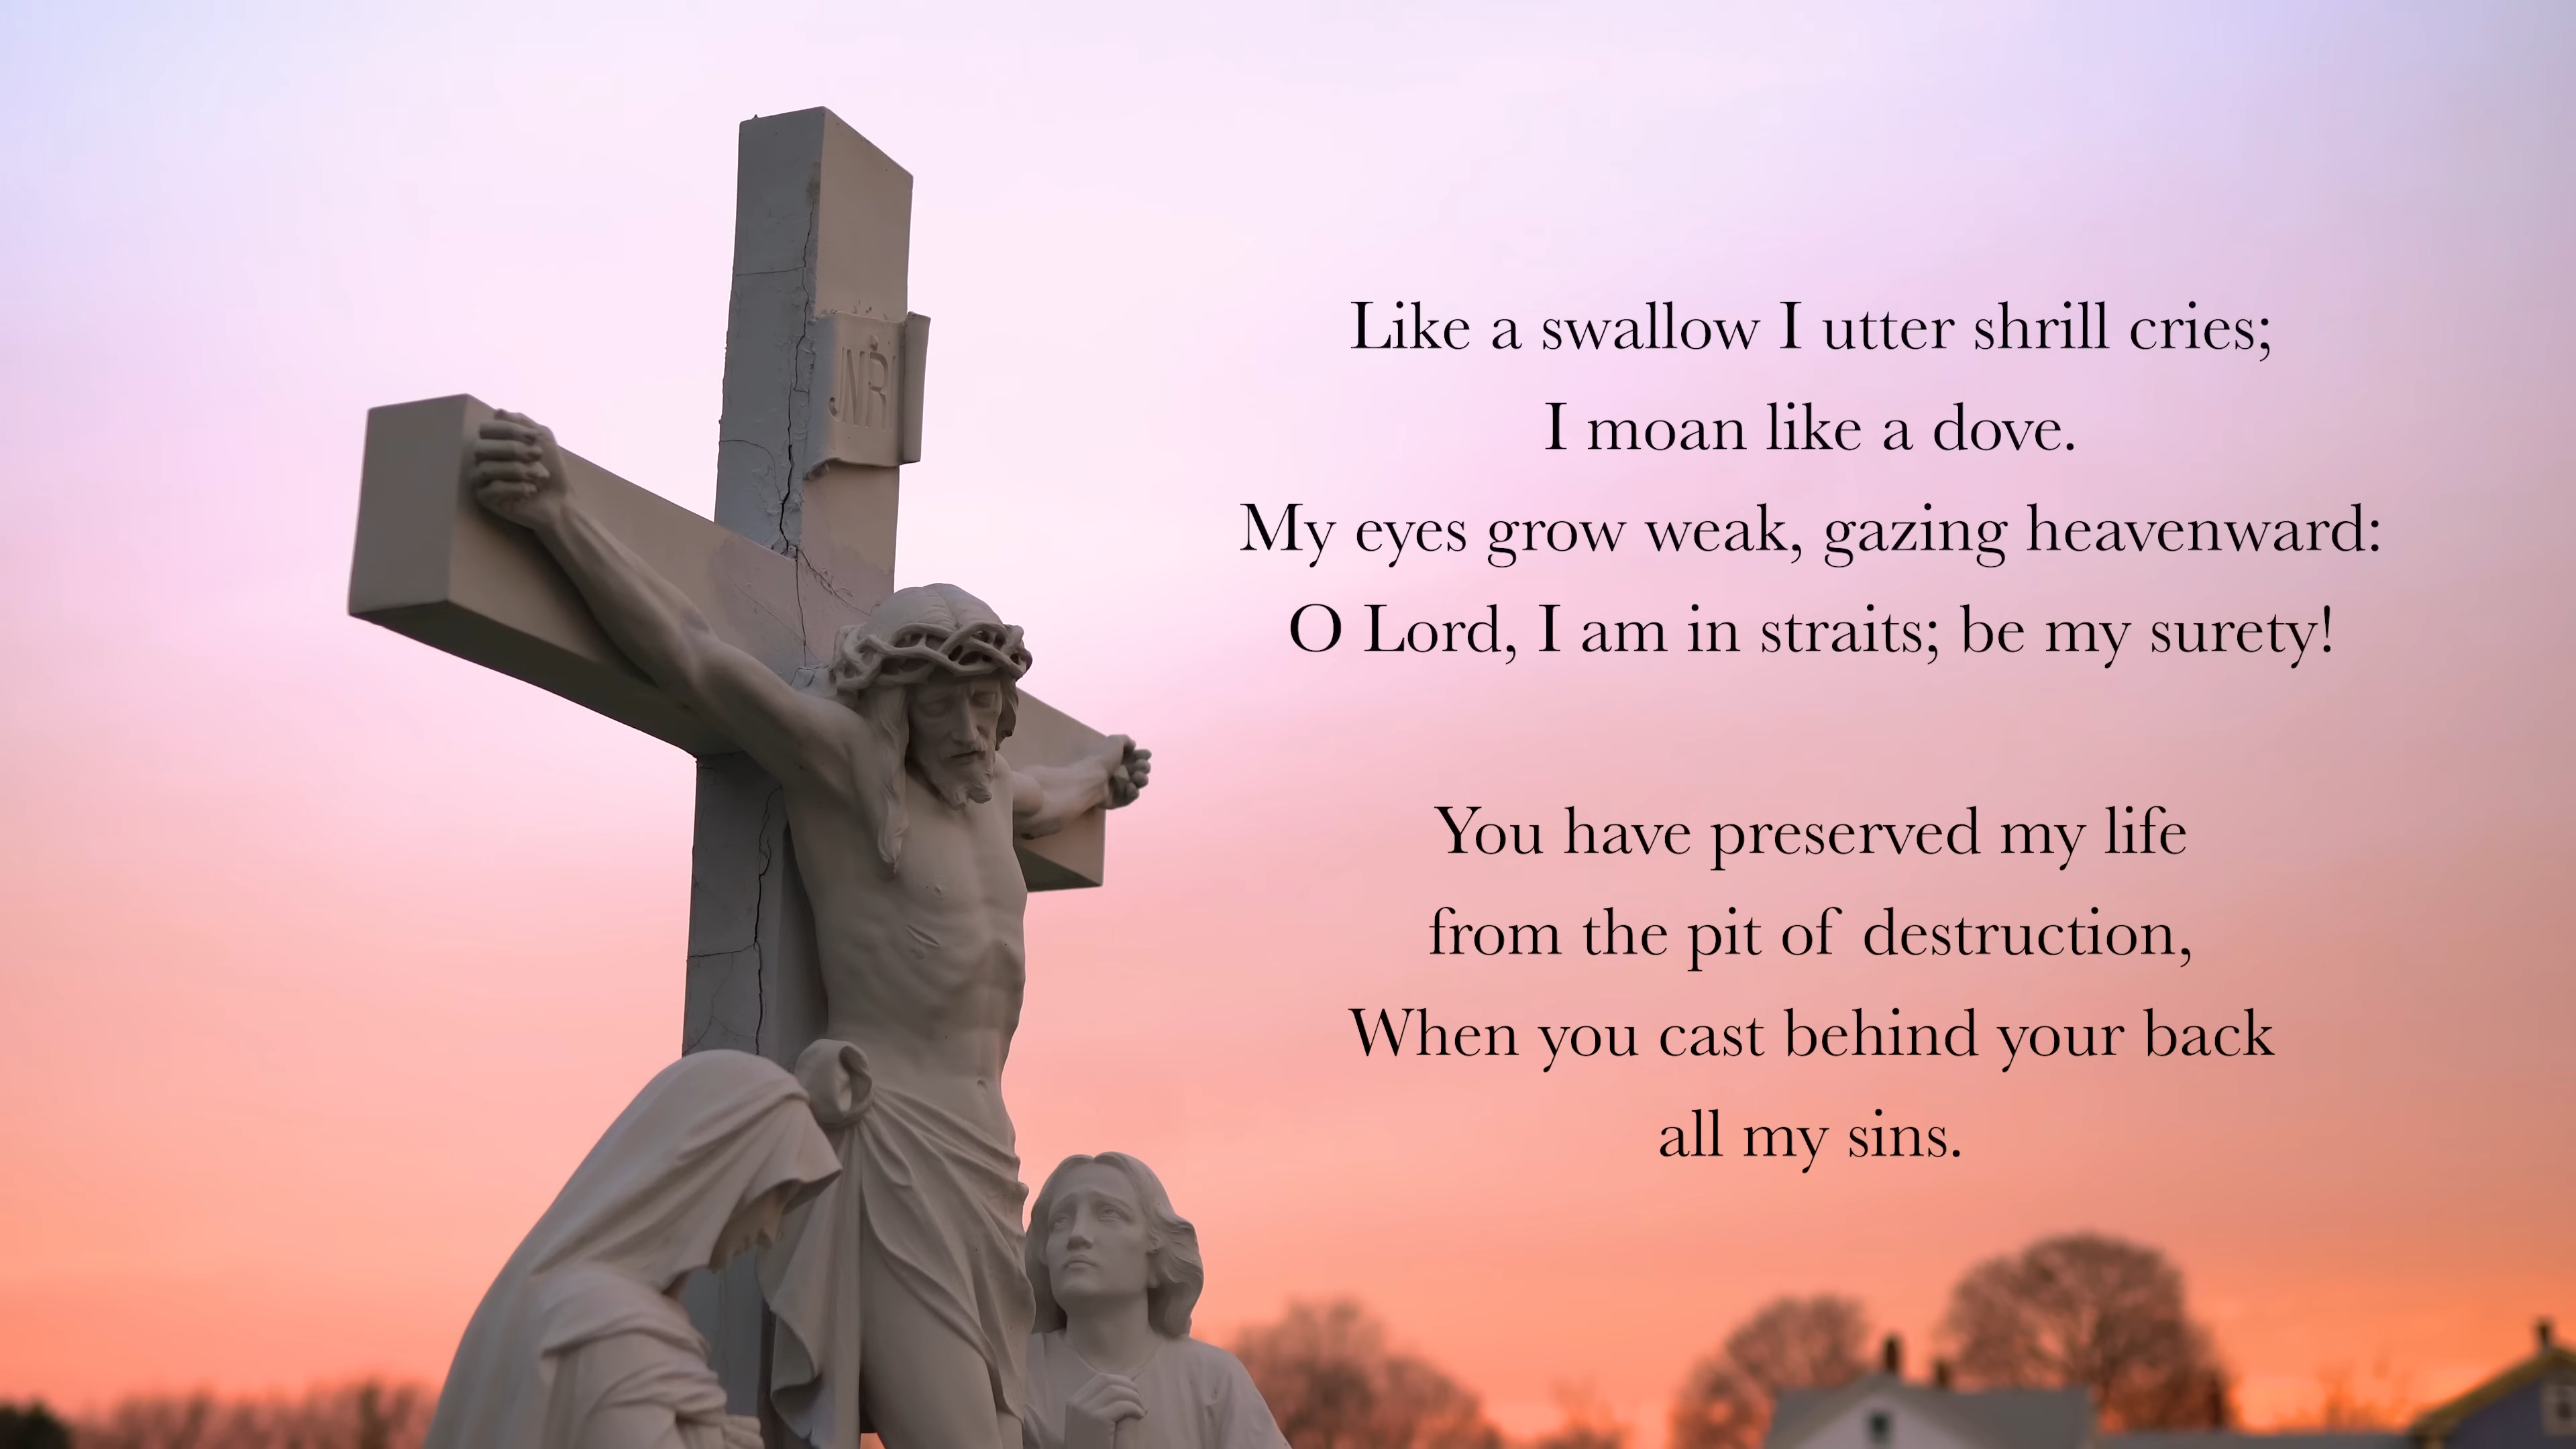 INRI
Like a swallow I utter shrill cries;
I moan like a dove.
My eyes grow weak, gazing heavenward:
O Lord, I am in straits; be my surety!
You have preserved my life
from the pit of destruction,
When you cast behind your back
all my sins.